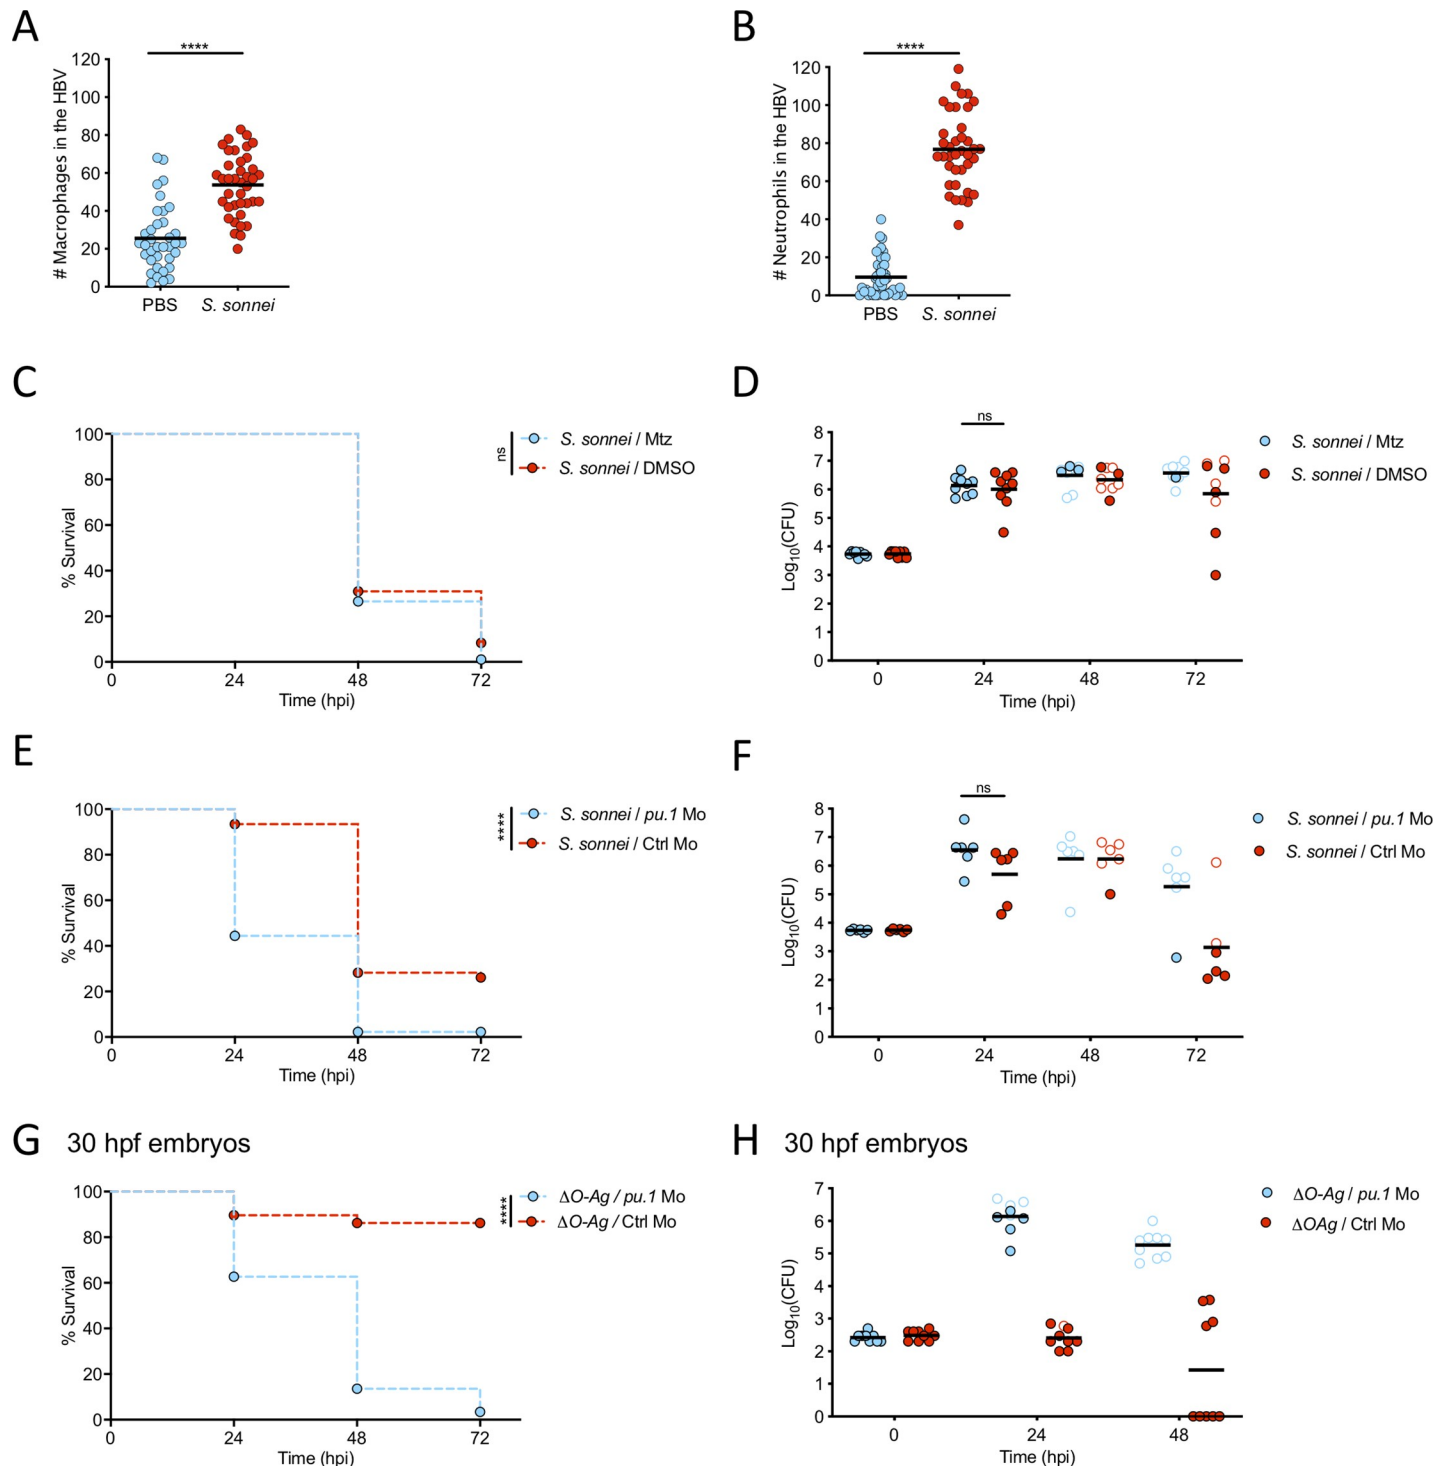 A
****
# Macrophages in the HBV
120
100
80
60
40
20
0
PBS
S. sonnei
B
****
# Neutrophils in the HBV
120
100
80
60
40
20
0
PBS
S. sonnei
C
% Survival
100
80
60
40
20
0
0 24 48 72
Time (hpi)
ns
S. sonnei / Mtz
S. sonnei / DMSO
D
Log10(CFU)
8
7
6
5
4
3
2
1
0
ns
0 24 48 72
Time (hpi)
S. sonnei / Mtz
S. sonnei / DMSO
E
% Survival
100
80
60
40
20
0
0 24 48 72
Time (hpi)
****
S. sonnei / pu.1 Mo
S. sonnei / Ctrl Mo
F
Log10(CFU)
8
7
6
5
4
3
2
1
0
ns
0 24 48 72
Time (hpi)
S. sonnei / pu.1 Mo
S. sonnei / Ctrl Mo
G 30 hpf embryos
% Survival
100
80
60
40
20
0
0 24 48 72
Time (hpi)
****
ΔO-Ag / pu.1 Mo
ΔO-Ag / Ctrl Mo
H 30 hpf embryos
Log10(CFU)
7
6
5
4
3
2
1
0
0 24 48
Time (hpi)
ΔO-Ag / pu.1 Mo
ΔOAg / Ctrl Mo